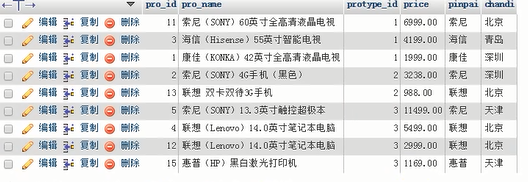 pro_id pro_name protype_id price pinpai chandi
编辑 复制 删除 11 索尼（SONY）60英寸全高清液晶电视 1 6999.00 索尼 北京
编辑 复制 删除 3 海信（Hisense）55英寸智能电视 1 4199.00 海信 青岛
编辑 复制 删除 1 康佳（KONKA）42英寸全高清液晶电视 1 1999.00 康佳 深圳
编辑 复制 删除 2 索尼（SONY）4G手机（黑色） 2 3238.00 索尼 深圳
编辑 复制 删除 13 联想 双卡双待3G手机 2 988.00 联想 北京
编辑 复制 删除 5 索尼（SONY）13.3英寸触控超极本 3 11499.00 索尼 天津
编辑 复制 删除 4 联想（Lenovo）14.0英寸笔记本电脑 3 5499.00 联想 北京
编辑 复制 删除 12 联想（Lenovo）14.0英寸笔记本电脑 3 2999.00 联想 北京
编辑 复制 删除 15 惠普（HP）黑白激光打印机 3 1169.00 惠普 天津